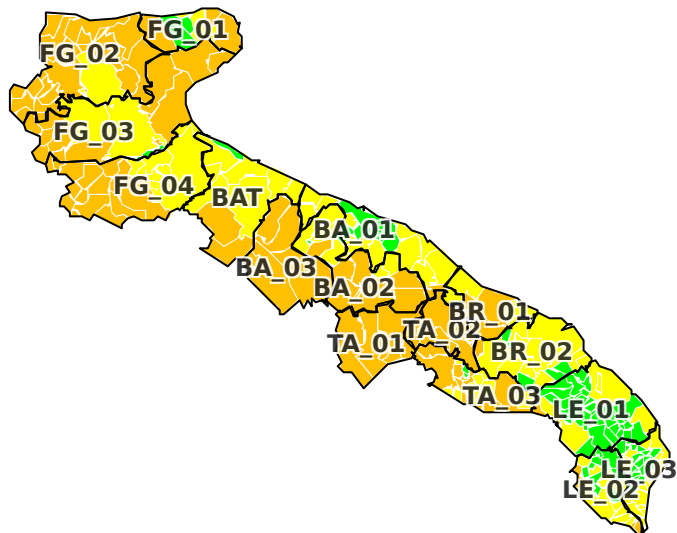 FG_01
FG_02
FG_03
FG_04
BAT
BA_01
BA_03
BA_02
BR_01
TA_02
TA_01
BR_02
TA_03
LE_01
LE_03
LE_02